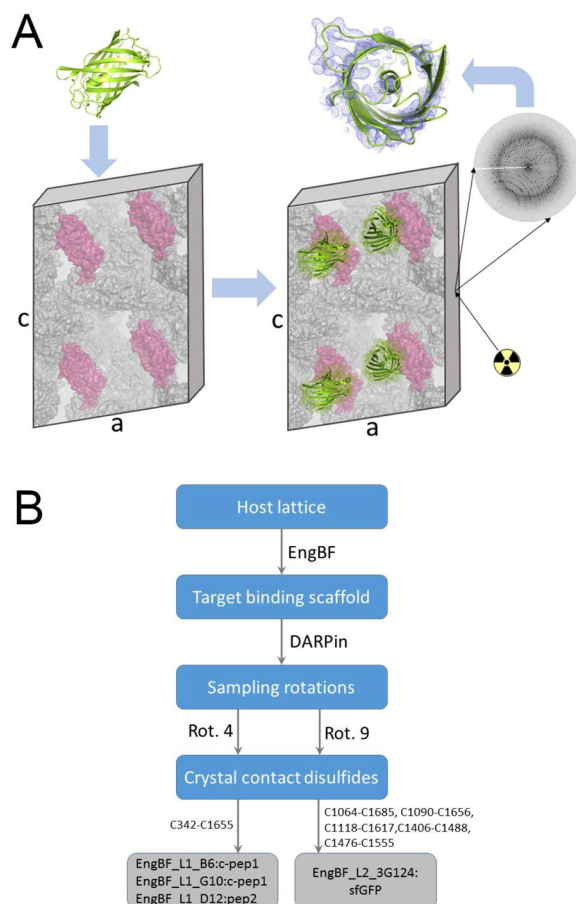 A
c
a
c
a
B
Host lattice
EngBF
Target binding scaffold
DARPin
Sampling rotations
Rot. 4
Rot. 9
Crystal contact disulfides
C342-C1655
C1064-C1685, C1090-C1656,
C1118-C1617,C1406-C1488,
C1476-C1555
EngBF_L1_B6:c-pep1
EngBF_L1_G10:c-pep1
EngBF_L1_D12:pep2
EngBF_L2_3G124:
sfGFP